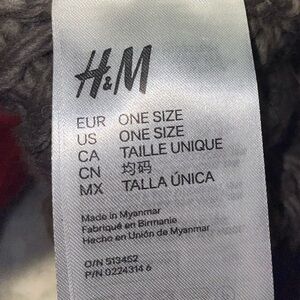 H&M
EUR ONE SIZE
US ONE SIZE
CA TAILLE UNIQUE
CN 均码
MX TALLA ÚNICA
Made in Myanmar
Fabriqué en Birmanie
Hecho en Unión de Myanmar
O/N 513452
P/N 0224314 6